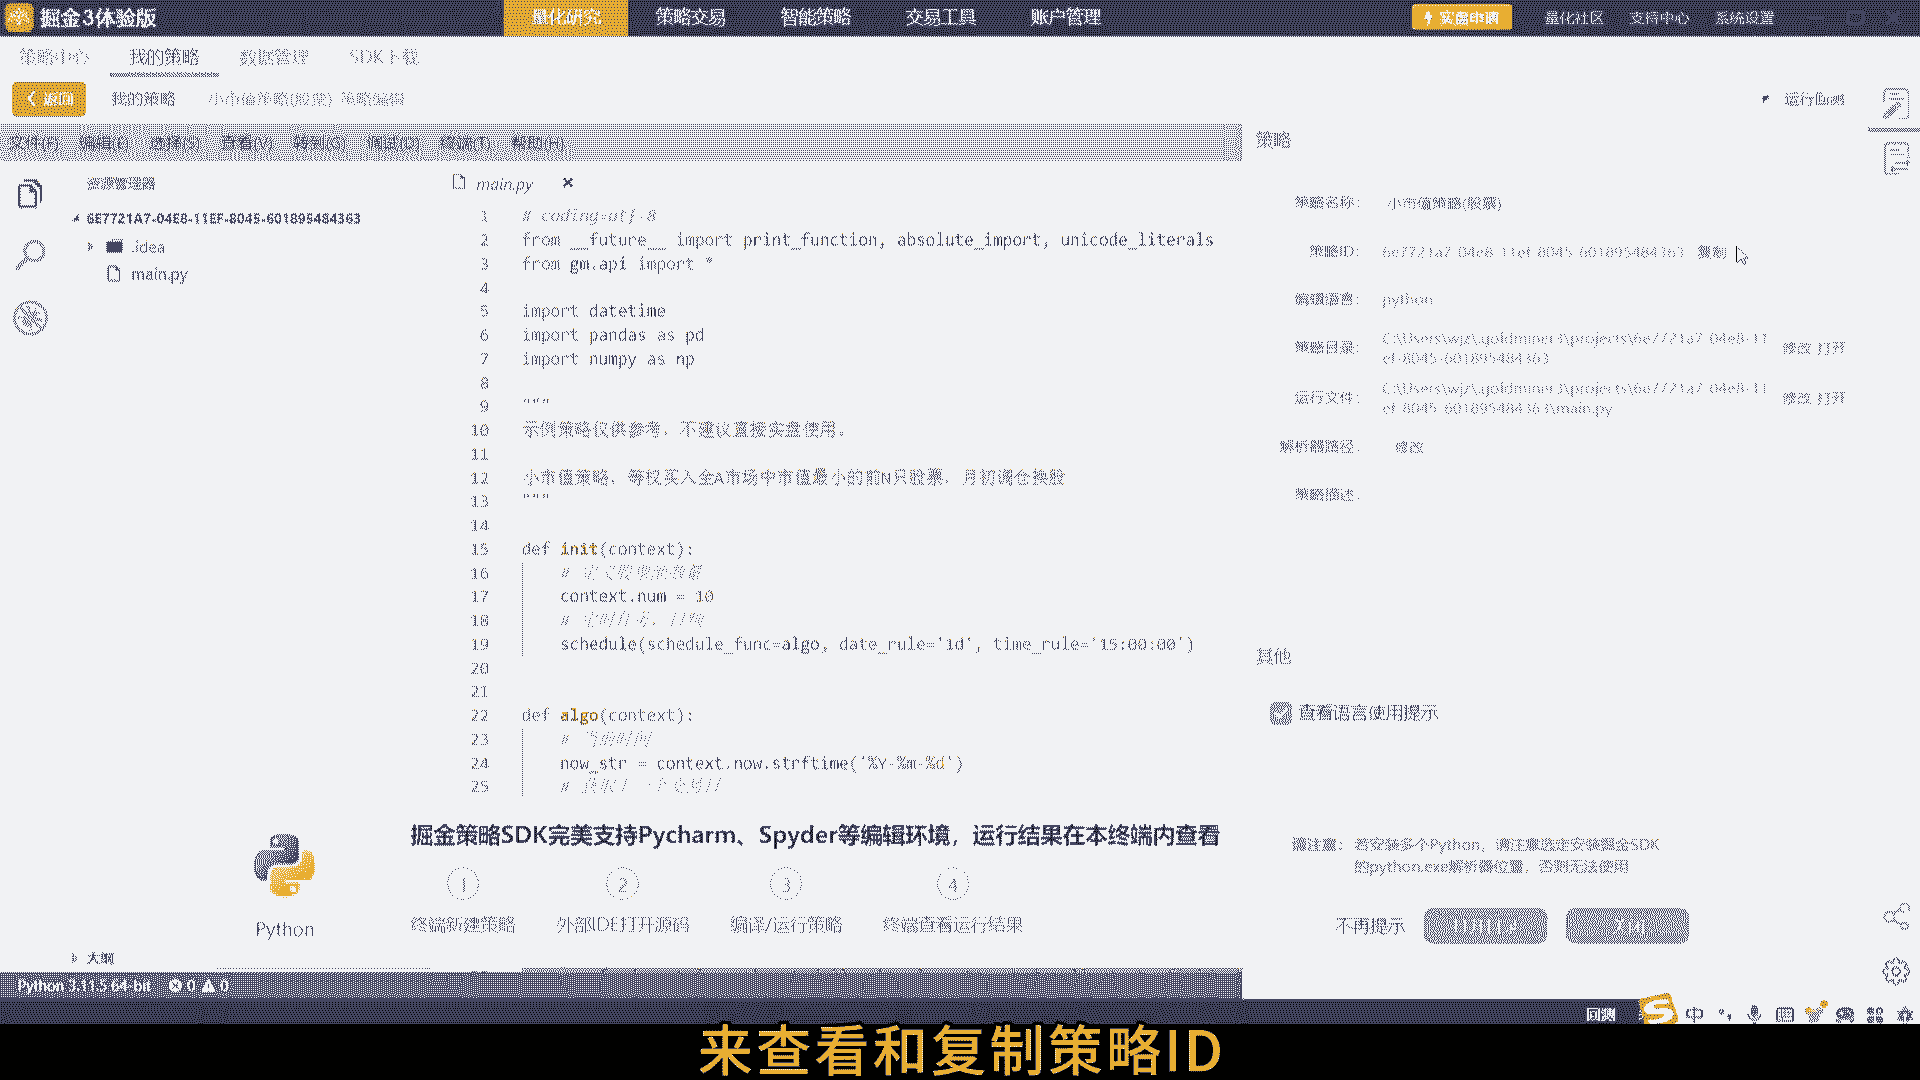 掘金3体验版
量化研究 策略交易 智能策略 交易工具 账户管理
实盘申请 量化社区 支持中心 系统设置
策略中心 我的策略 数据管理 SDK下载
返回 我的策略 小市值策略(股票) 策略编辑
运行回测
文件(F) 编辑(E) 选择(S) 查看(V) 转到(G) 调试(D) 终端(T) 帮助(H)
资源管理器
6E7721A7-04E8-11EF-8045-601895484363
.idea
main.py
main.py
1 # coding=utf-8
2 from __future__ import print_function, absolute_import, unicode_literals
3 from gm.api import *
4
5 import datetime
6 import pandas as pd
7 import numpy as np
8
9 """
10 示例策略仅供参考，不建议直接实盘使用。
11
12 小市值策略，等权买入全A市场中市值最小的前N只股票，月初调仓换股
13 """
14
15 def init(context):
16
17 context.num = 10
18
19 schedule(schedule_func=algo, date_rule='1d', time_rule='15:00:00')
20
21
22 def algo(context):
23 # 当前时间
24 now_str = context.now.strftime('%Y-%m-%d')
25
大纲
策略
策略名称： 小市值策略(股票)
策略ID： 6e7721a7-04e8-11ef-8045-601895484363 复制
编辑语言： python
策略目录： C:\Users\wjz\.goldminer3\projects\6e7721a7-04e8-11ef-8045-601895484363 修改 打开
运行文件： C:\Users\wjz\.goldminer3\projects\6e7721a7-04e8-11ef-8045-601895484363\main.py 修改 打开
解析器路径： 修改
策略描述：
其他
查看语言使用提示
Python
掘金策略SDK完美支持Pycharm、Spyder等编辑环境，运行结果在本终端内查看
1 2 3 4
终端新建策略 外部IDE打开源码 编译/运行策略 终端查看运行结果
请注意： 若安装多个Python，请注意选定安装掘金SDK
的python.exe解析器位置，否则无法使用
不再提示 关闭
Python 3.11.5 64-bit 0 0
回测
中
来查看和复制策略ID